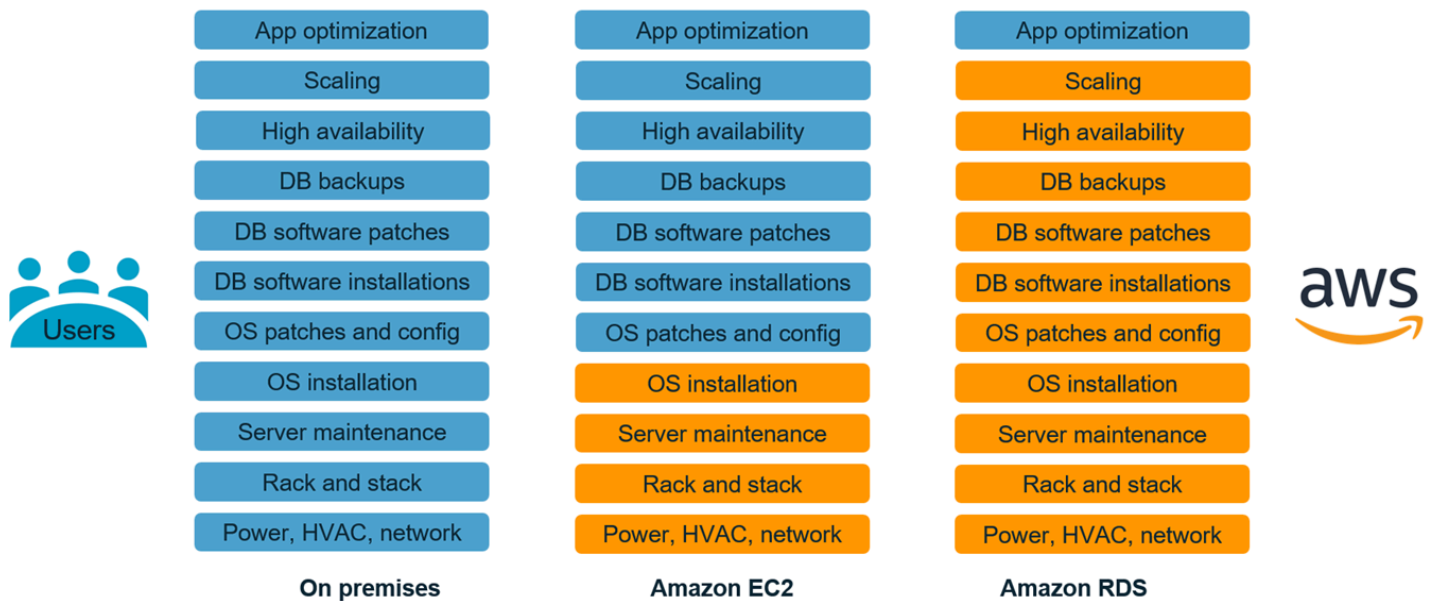 App optimization
Scaling
High availability
DB backups
DB software patches
DB software installations
OS patches and config
OS installation
Server maintenance
Rack and stack
Power, HVAC, network
On premises
App optimization
Scaling
High availability
DB backups
DB software patches
DB software installations
OS patches and config
OS installation
Server maintenance
Rack and stack
Power, HVAC, network
Amazon EC2
App optimization
Scaling
High availability
DB backups
DB software patches
DB software installations
OS patches and config
OS installation
Server maintenance
Rack and stack
Power, HVAC, network
Amazon RDS
Users
aws